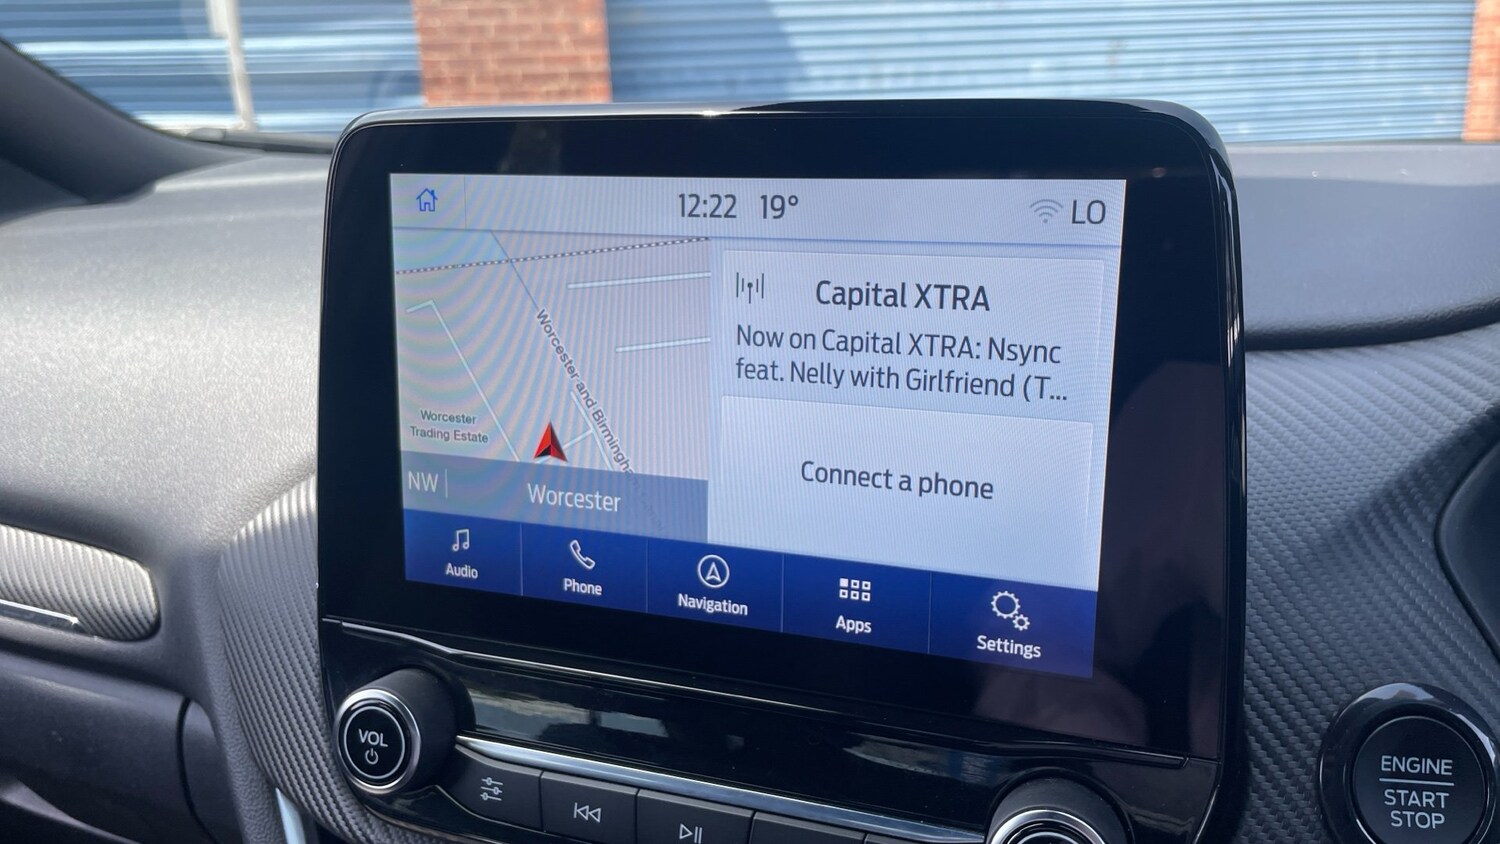 12:22 19° LO
Capital XTRA
Now on Capital XTRA: Nsync
feat. Nelly with Girlfriend (T...
Worcester and Birmingh
Worcester
Trading Estate
NW
Worcester
Connect a phone
Audio
Phone
Navigation
Apps
Settings
VOL
ENGINE
START
STOP